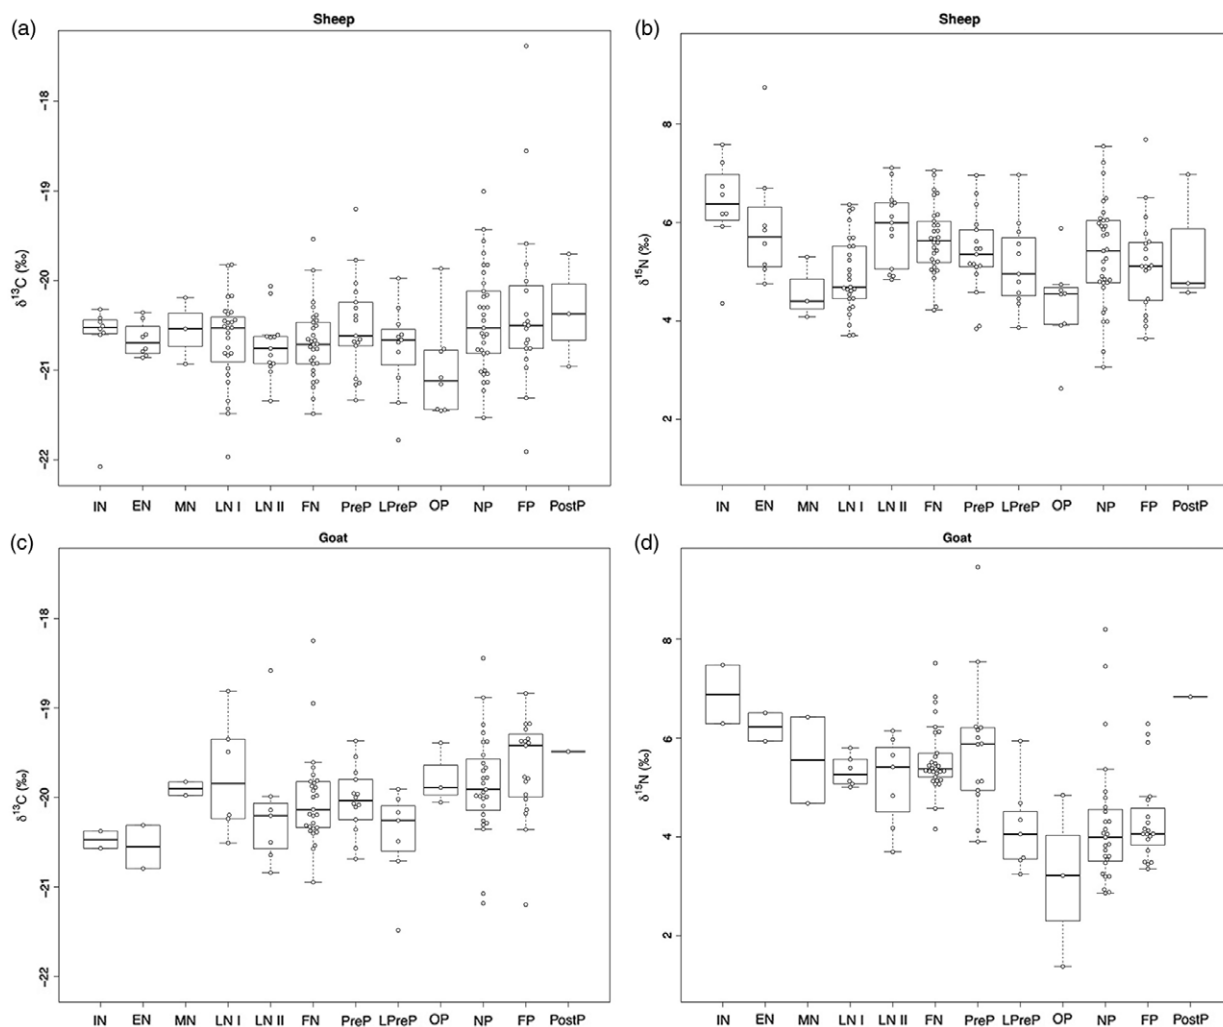 (a)
Sheep
δ13C (‰)
-18
-19
-20
-21
-22
IN EN MN LN I LN II FN PreP LPreP OP NP FP PostP
(b)
Sheep
δ15N (‰)
8
6
4
2
IN EN MN LN I LN II FN PreP LPreP OP NP FP PostP
(c)
Goat
δ13C (‰)
-18
-19
-20
-21
-22
IN EN MN LN I LN II FN PreP LPreP OP NP FP PostP
(d)
Goat
δ15N (‰)
8
6
4
2
IN EN MN LN I LN II FN PreP LPreP OP NP FP PostP